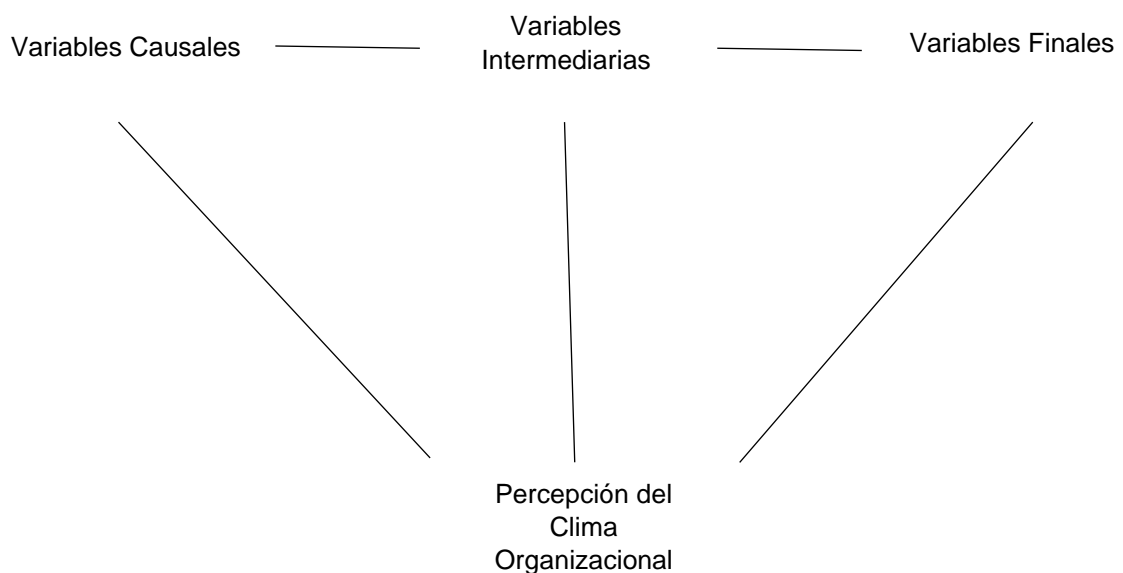 Variables Causales
Variables
Intermediarias
Variables Finales
Percepción del
Clima
Organizacional